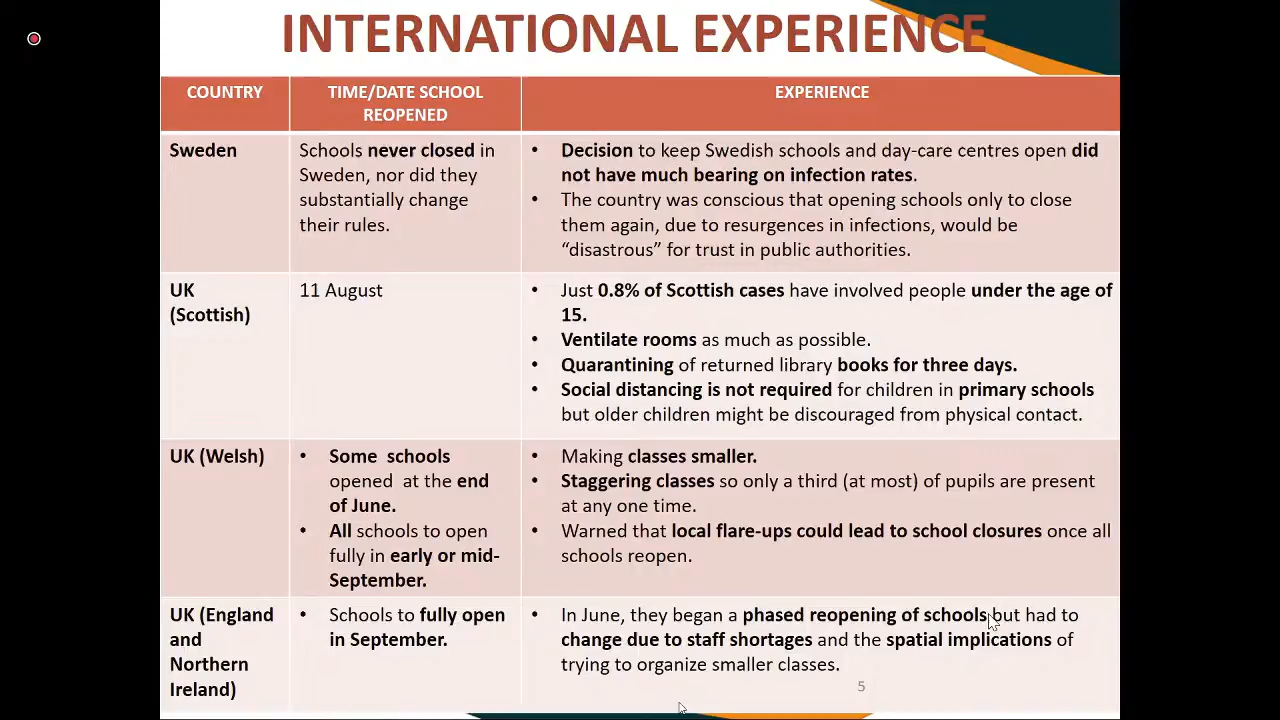 INTERNATIONAL EXPERIENCE
COUNTRY
TIME/DATE SCHOOL
REOPENED
EXPERIENCE
Sweden
Schools never closed in
Sweden, nor did they
substantially change
their rules.
• Decision to keep Swedish schools and day-care centres open did
not have much bearing on infection rates.
• The country was conscious that opening schools only to close
them again, due to resurgences in infections, would be
“disastrous” for trust in public authorities.
UK
(Scottish)
11 August
• Just 0.8% of Scottish cases have involved people under the age of
15.
• Ventilate rooms as much as possible.
• Quarantining of returned library books for three days.
• Social distancing is not required for children in primary schools
but older children might be discouraged from physical contact.
UK (Welsh)
• Some schools
opened at the end
of June.
• All schools to open
fully in early or mid-
September.
• Making classes smaller.
• Staggering classes so only a third (at most) of pupils are present
at any one time.
• Warned that local flare-ups could lead to school closures once all
schools reopen.
UK (England
and
Northern
Ireland)
• Schools to fully open
in September.
• In June, they began a phased reopening of schools but had to
change due to staff shortages and the spatial implications of
trying to organize smaller classes.
5